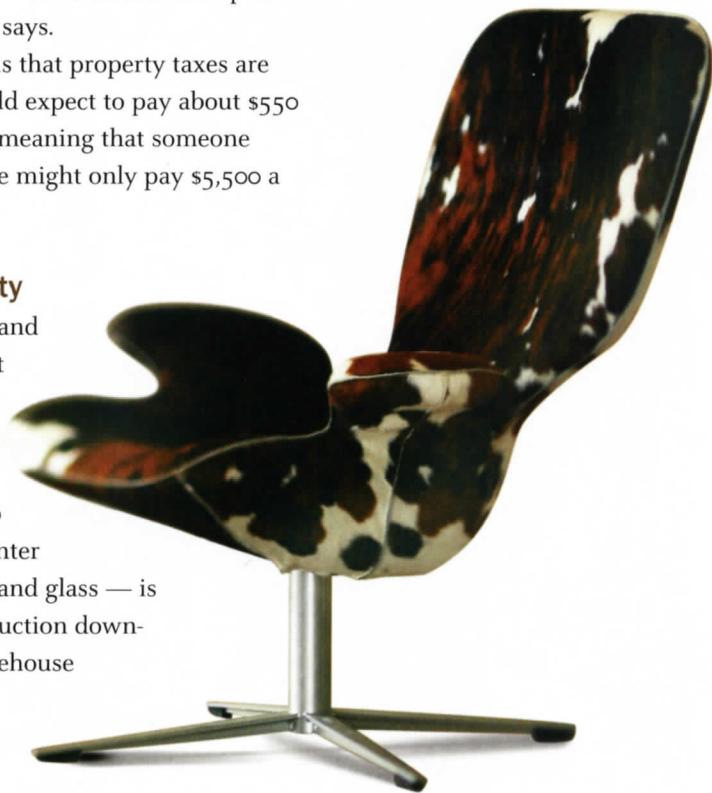 says.
s that property taxes are
ld expect to pay about $550
meaning that someone
e might only pay $5,500 a
ty
and
t
nter
and glass — is
uction down-
ehouse